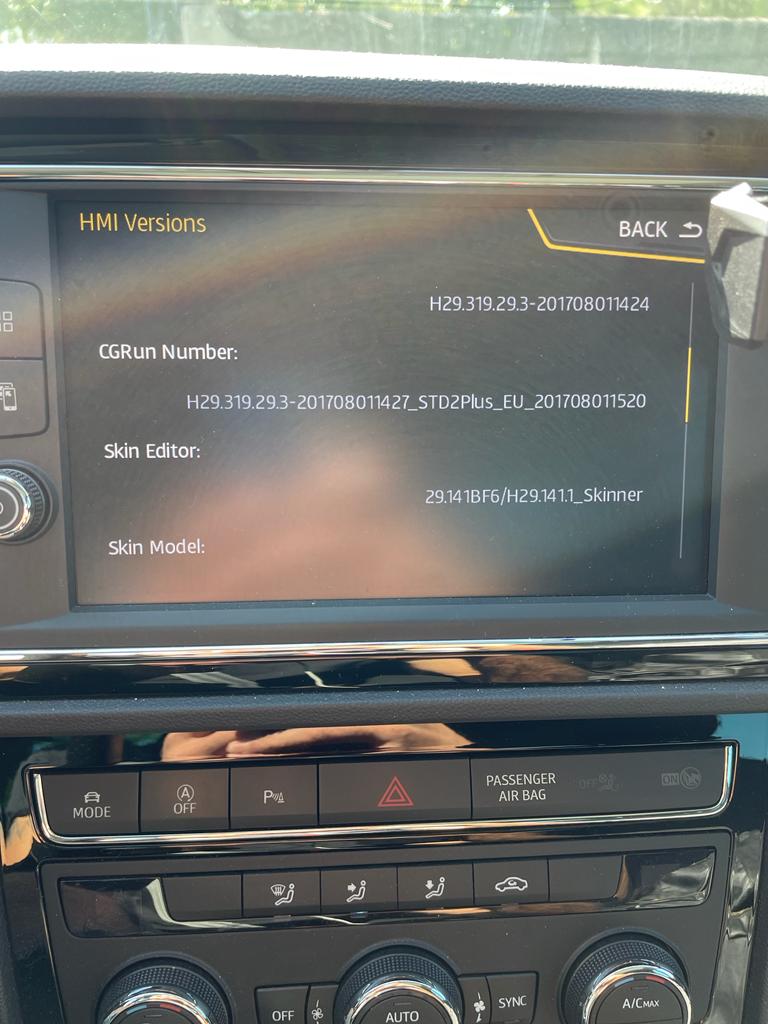 HMI Versions
BACK
H29.319.29.3-201708011424
CGRun Number:
H29.319.29.3-201708011427_STD2Plus_EU_201708011520
Skin Editor:
29.141BF6/H29.141.1_Skinner
Skin Model:
MODE
A
OFF
P
PASSENGER
AIR BAG
OFF
ON
OFF
AUTO
SYNC
A/C MAX